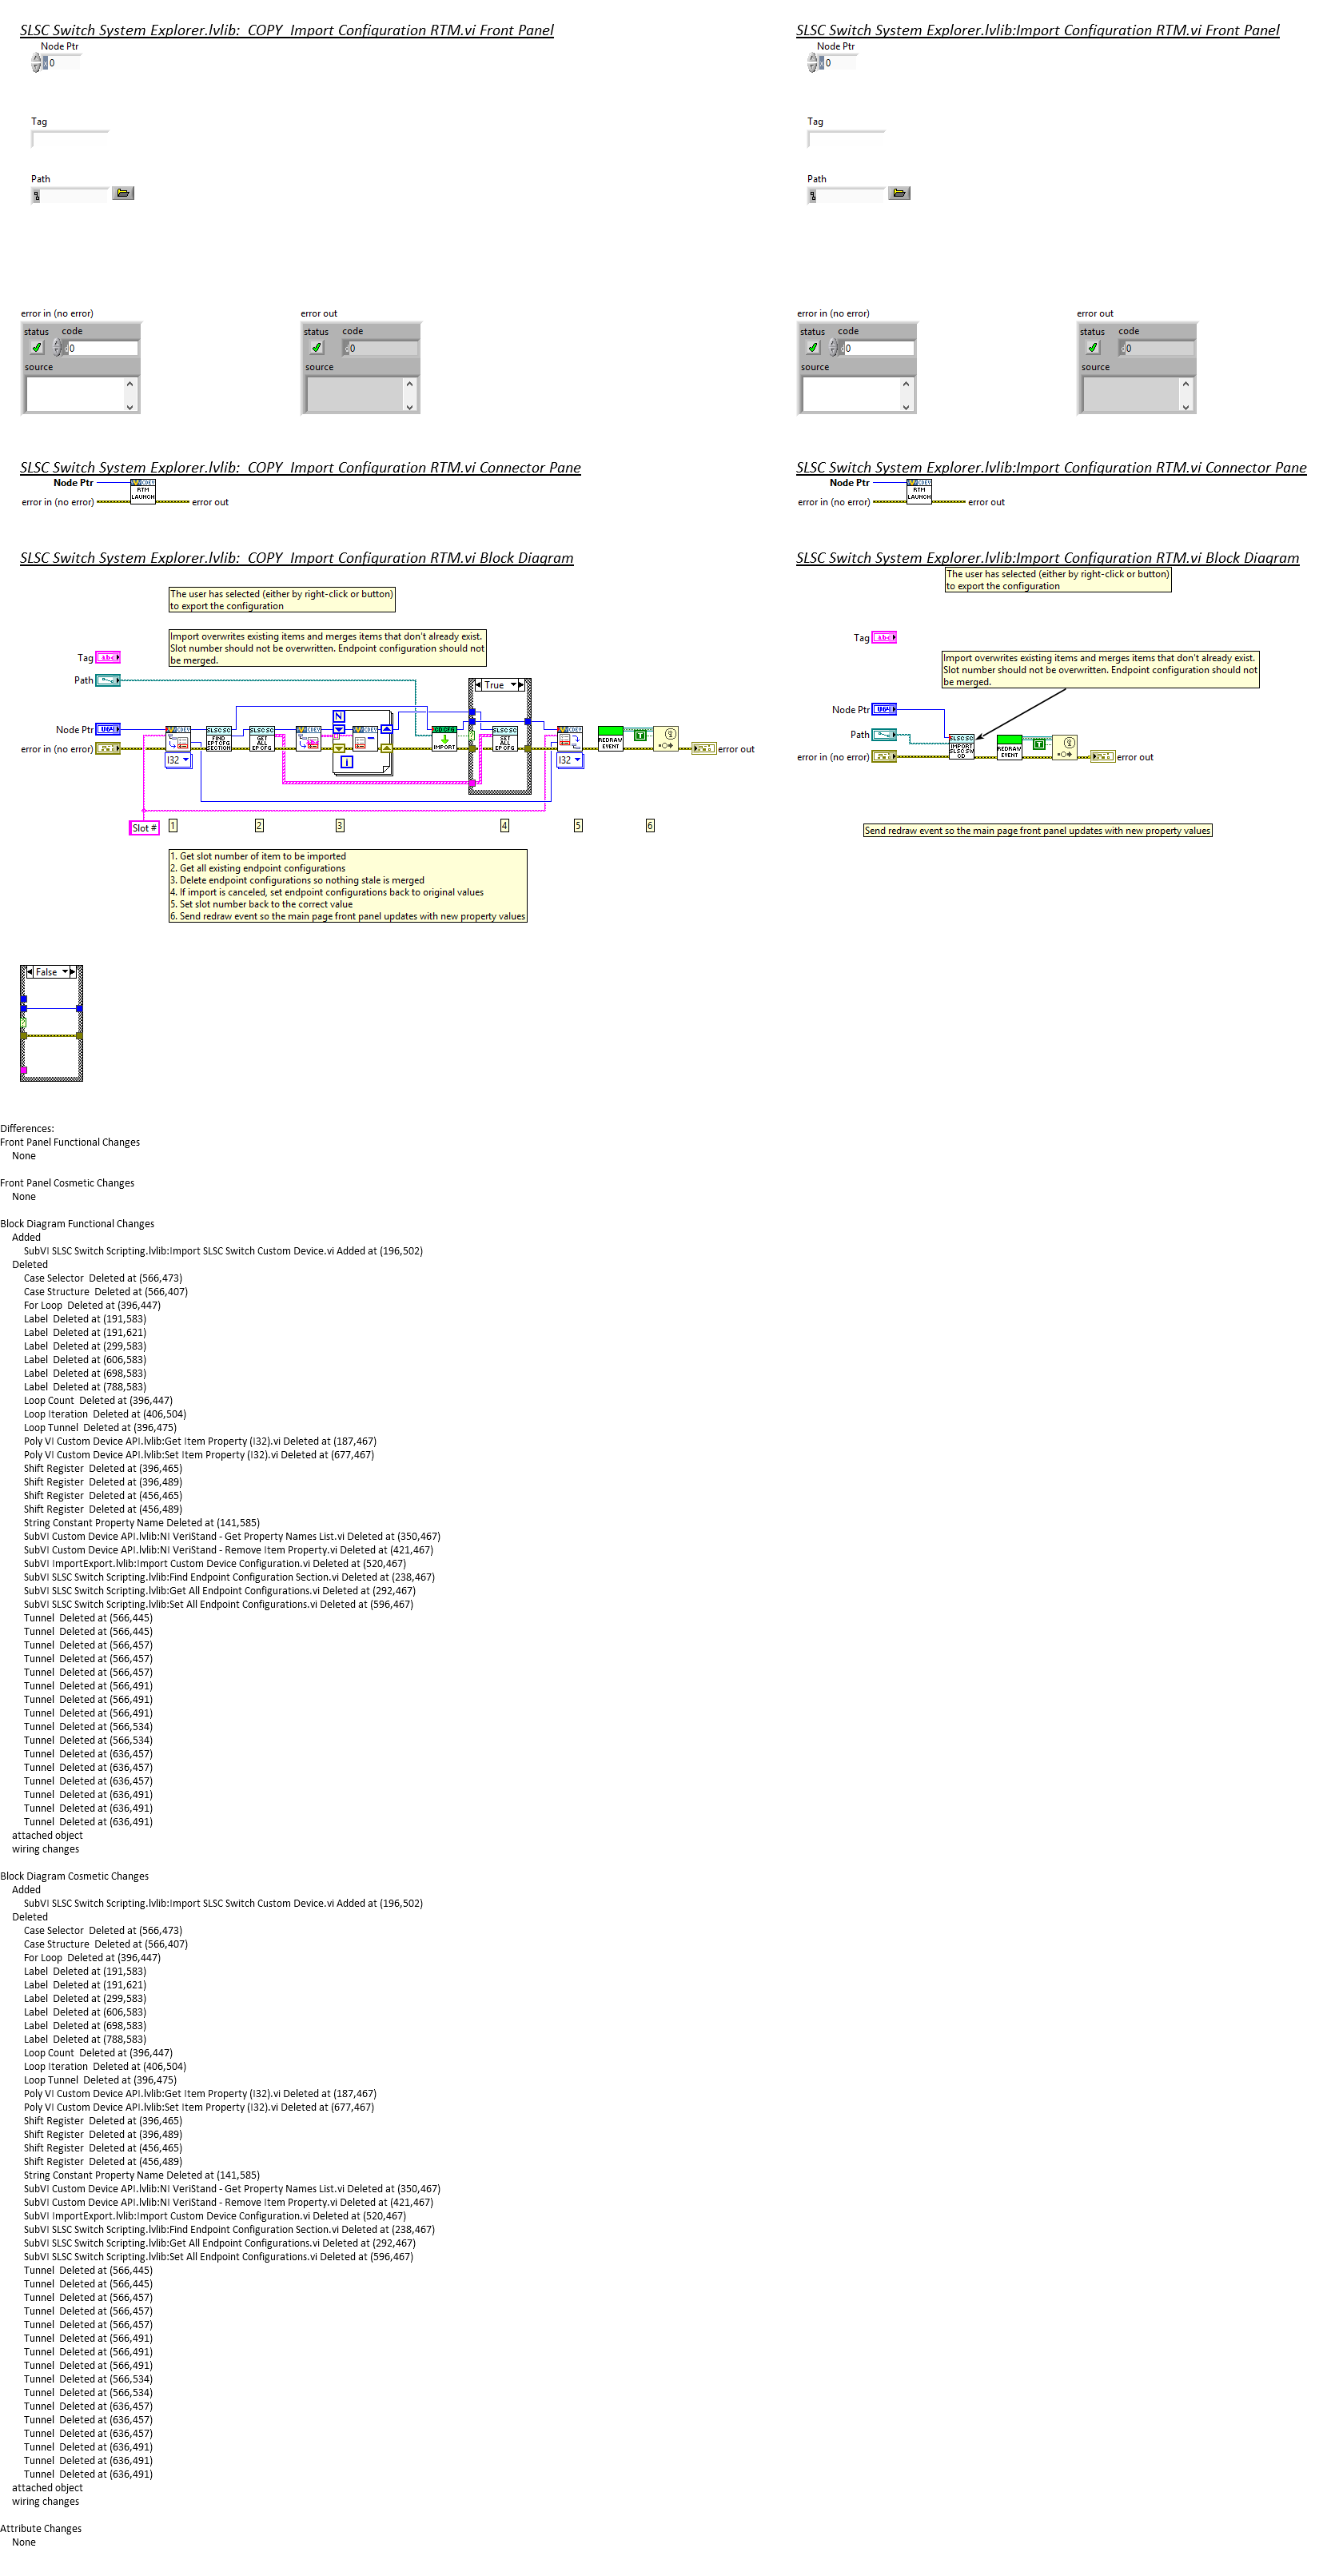 SLSC Switch System Explorer.lvlib:_COPY_Import Configuration RTM.vi Front Panel
Node Ptr
x 0
Tag
Path
error in (no error)
status code
0
source
error out
status code
0
source
SLSC Switch System Explorer.lvlib:_COPY_Import Configuration RTM.vi Connector Pane
Node Ptr
error in (no error)
RTM
LAUNCH
error out
SLSC Switch System Explorer.lvlib:_COPY_Import Configuration RTM.vi Block Diagram
The user has selected (either by right-click or button)
to export the configuration
Import overwrites existing items and merges items that don't already exist.
Slot number should not be overwritten. Endpoint configuration should not
be merged.
Tag
abc
Path
True
Node Ptr
error in (no error)
SLSC SC
FIND
EPT CFG
SECTION
SLSC SC
GET
ALL
EP CFG
N
i
IMPORT
SLSC SC
SET
ALL
EP CFG
I32
I32
REDRAW
EVENT
T
error out
Slot #
1
2
3
4
5
6
1. Get slot number of item to be imported
2. Get all existing endpoint configurations
3. Delete endpoint configurations so nothing stale is merged
4. If import is canceled, set endpoint configurations back to original values
5. Set slot number back to the correct value
6. Send redraw event so the main page front panel updates with new property values
False
SLSC Switch System Explorer.lvlib:Import Configuration RTM.vi Front Panel
Node Ptr
x 0
Tag
Path
error in (no error)
status code
0
source
error out
status code
0
source
SLSC Switch System Explorer.lvlib:Import Configuration RTM.vi Connector Pane
Node Ptr
error in (no error)
RTM
LAUNCH
error out
SLSC Switch System Explorer.lvlib:Import Configuration RTM.vi Block Diagram
The user has selected (either by right-click or button)
to export the configuration
Tag
abc
Import overwrites existing items and merges items that don't already exist.
Slot number should not be overwritten. Endpoint configuration should not
be merged.
Node Ptr
Path
error in (no error)
SLSC SC
IMPORT
SLSC SW
CD
REDRAW
EVENT
T
error out
Send redraw event so the main page front panel updates with new property values
Differences:
Front Panel Functional Changes
None
Front Panel Cosmetic Changes
None
Block Diagram Functional Changes
Added
SubVI SLSC Switch Scripting.lvlib:Import SLSC Switch Custom Device.vi Added at (196,502)
Deleted
Case Selector  Deleted at (566,473)
Case Structure  Deleted at (566,407)
For Loop  Deleted at (396,447)
Label  Deleted at (191,583)
Label  Deleted at (191,621)
Label  Deleted at (299,583)
Label  Deleted at (606,583)
Label  Deleted at (698,583)
Label  Deleted at (788,583)
Loop Count  Deleted at (396,447)
Loop Iteration  Deleted at (406,504)
Loop Tunnel  Deleted at (396,475)
Poly VI Custom Device API.lvlib:Get Item Property (I32).vi Deleted at (187,467)
Poly VI Custom Device API.lvlib:Set Item Property (I32).vi Deleted at (677,467)
Shift Register  Deleted at (396,465)
Shift Register  Deleted at (396,489)
Shift Register  Deleted at (456,465)
Shift Register  Deleted at (456,489)
String Constant Property Name Deleted at (141,585)
SubVI Custom Device API.lvlib:NI VeriStand - Get Property Names List.vi Deleted at (350,467)
SubVI Custom Device API.lvlib:NI VeriStand - Remove Item Property.vi Deleted at (421,467)
SubVI ImportExport.lvlib:Import Custom Device Configuration.vi Deleted at (520,467)
SubVI SLSC Switch Scripting.lvlib:Find Endpoint Configuration Section.vi Deleted at (238,467)
SubVI SLSC Switch Scripting.lvlib:Get All Endpoint Configurations.vi Deleted at (292,467)
SubVI SLSC Switch Scripting.lvlib:Set All Endpoint Configurations.vi Deleted at (596,467)
Tunnel  Deleted at (566,445)
Tunnel  Deleted at (566,445)
Tunnel  Deleted at (566,457)
Tunnel  Deleted at (566,457)
Tunnel  Deleted at (566,457)
Tunnel  Deleted at (566,491)
Tunnel  Deleted at (566,491)
Tunnel  Deleted at (566,491)
Tunnel  Deleted at (566,534)
Tunnel  Deleted at (566,534)
Tunnel  Deleted at (636,457)
Tunnel  Deleted at (636,457)
Tunnel  Deleted at (636,457)
Tunnel  Deleted at (636,491)
Tunnel  Deleted at (636,491)
Tunnel  Deleted at (636,491)
attached object
wiring changes
Block Diagram Cosmetic Changes
Added
SubVI SLSC Switch Scripting.lvlib:Import SLSC Switch Custom Device.vi Added at (196,502)
Deleted
Case Selector  Deleted at (566,473)
Case Structure  Deleted at (566,407)
For Loop  Deleted at (396,447)
Label  Deleted at (191,583)
Label  Deleted at (191,621)
Label  Deleted at (299,583)
Label  Deleted at (606,583)
Label  Deleted at (698,583)
Label  Deleted at (788,583)
Loop Count  Deleted at (396,447)
Loop Iteration  Deleted at (406,504)
Loop Tunnel  Deleted at (396,475)
Poly VI Custom Device API.lvlib:Get Item Property (I32).vi Deleted at (187,467)
Poly VI Custom Device API.lvlib:Set Item Property (I32).vi Deleted at (677,467)
Shift Register  Deleted at (396,465)
Shift Register  Deleted at (396,489)
Shift Register  Deleted at (456,465)
Shift Register  Deleted at (456,489)
String Constant Property Name Deleted at (141,585)
SubVI Custom Device API.lvlib:NI VeriStand - Get Property Names List.vi Deleted at (350,467)
SubVI Custom Device API.lvlib:NI VeriStand - Remove Item Property.vi Deleted at (421,467)
SubVI ImportExport.lvlib:Import Custom Device Configuration.vi Deleted at (520,467)
SubVI SLSC Switch Scripting.lvlib:Find Endpoint Configuration Section.vi Deleted at (238,467)
SubVI SLSC Switch Scripting.lvlib:Get All Endpoint Configurations.vi Deleted at (292,467)
SubVI SLSC Switch Scripting.lvlib:Set All Endpoint Configurations.vi Deleted at (596,467)
Tunnel  Deleted at (566,445)
Tunnel  Deleted at (566,445)
Tunnel  Deleted at (566,457)
Tunnel  Deleted at (566,457)
Tunnel  Deleted at (566,457)
Tunnel  Deleted at (566,491)
Tunnel  Deleted at (566,491)
Tunnel  Deleted at (566,491)
Tunnel  Deleted at (566,534)
Tunnel  Deleted at (566,534)
Tunnel  Deleted at (636,457)
Tunnel  Deleted at (636,457)
Tunnel  Deleted at (636,457)
Tunnel  Deleted at (636,491)
Tunnel  Deleted at (636,491)
Tunnel  Deleted at (636,491)
attached object
wiring changes
Attribute Changes
None